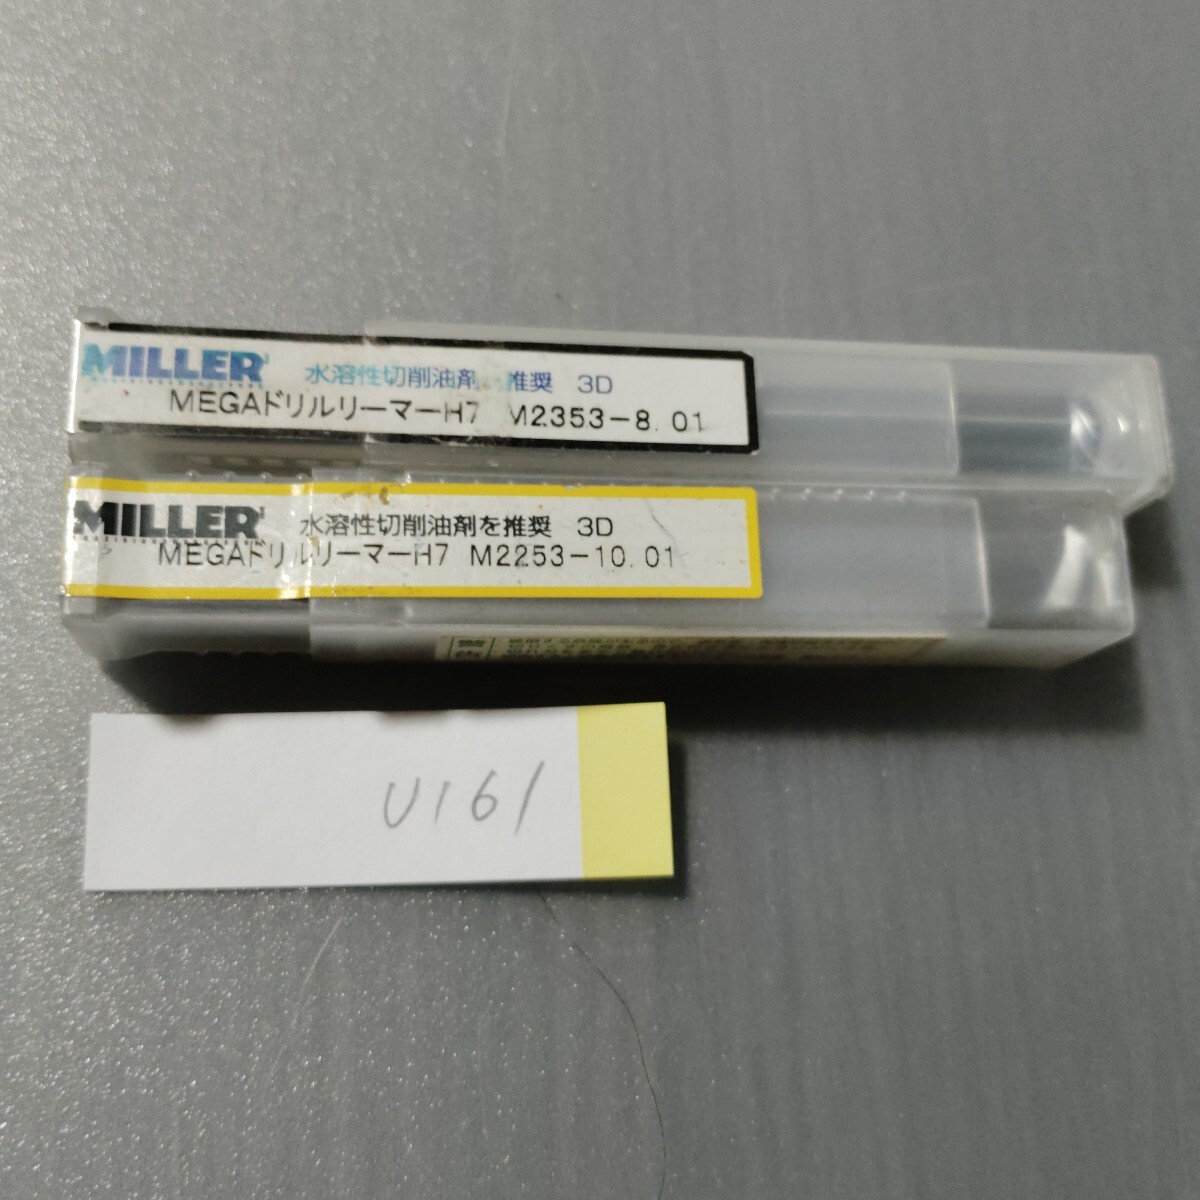 MILLER
水溶性切削油剤を推奨 3D
MEGAドリルリーマーH7 M2353-8.01
MILLER
水溶性切削油剤を推奨 3D
MEGAドリルリーマーH7 M2253-10.01
U161